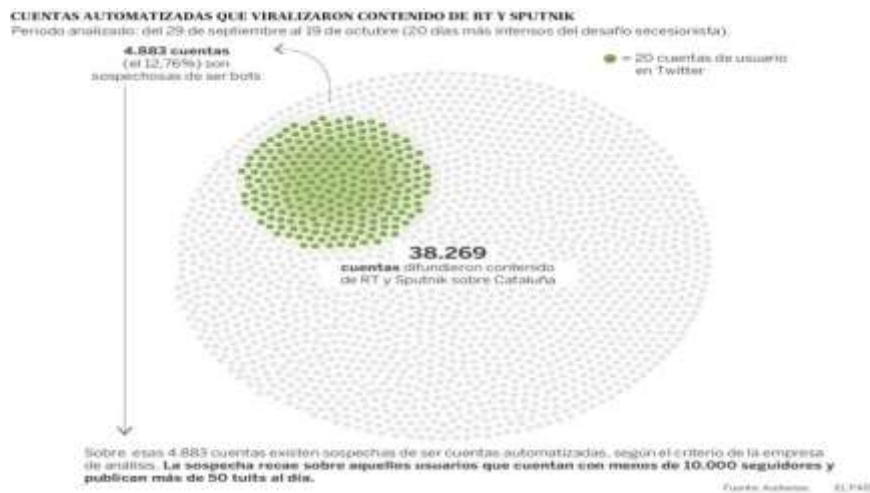 CUENTAS AUTOMATIZADAS QUE VIRALIZARON CONTENIDO DE RT Y SPUTNIK
Periodo analizado: del 29 de septiembre al 19 de octubre (20 días más intensos del desafío secesionista).
4.883 cuentas
(el 12,76%) son
sospechosas de ser bots
= 20 cuentas de usuario
en Twitter
38.269
cuentas difundieron contenido
de RT y Sputnik sobre Cataluña
Sobre esas 4.883 cuentas existen sospechas de ser cuentas automatizadas, según el criterio de la empresa
de análisis. La sospecha recae sobre aquellos usuarios que cuentan con menos de 10.000 seguidores y
publican más de 50 tuits al día.
Fuente: EL PAÍS